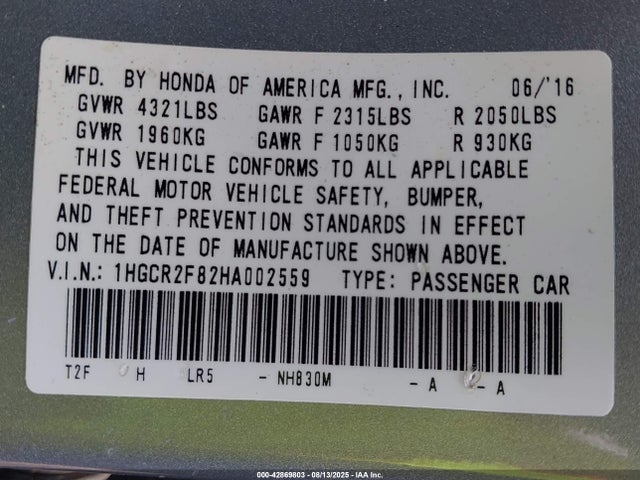 MFD. BY HONDA OF AMERICA MFG., INC. 06/'16
GVWR 4321LBS GAWR F 2315LBS R 2050LBS
GVWR 1960KG GAWR F 1050KG R 930KG
THIS VEHICLE CONFORMS TO ALL APPLICABLE
FEDERAL MOTOR VEHICLE SAFETY, BUMPER,
AND THEFT PREVENTION STANDARDS IN EFFECT
ON THE DATE OF MANUFACTURE SHOWN ABOVE.
V.I.N.: 1HGCR2F82HA002559 TYPE: PASSENGER CAR
T2F H LR5 - NH830M - A - A
000-42869803 - 08/13/2025 - IAA Inc.